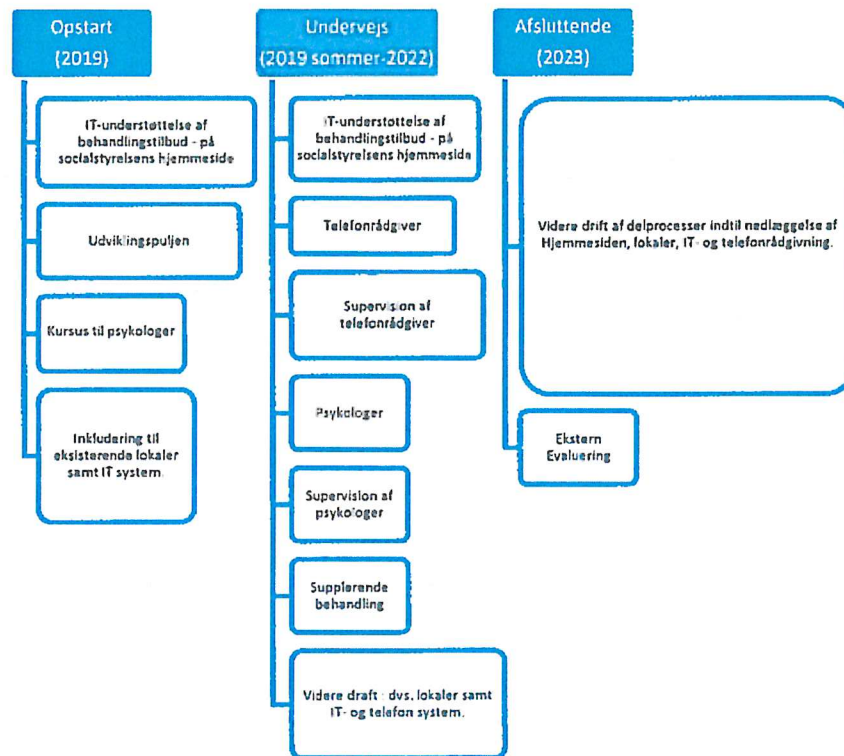 Opstart
(2019)
IT-understøttelse af
behandlingstilbud - på
socialstyrelsens hjemmeside
Udviklingspuljen
Kursus til psykologer
Inkludering til
eksisterende lokaler
samt IT system.
Undervejs
(2019 sommer-2022)
IT-understøttelse af
behandlingstilbud - på
socialstyrelsens hjemmeside
Telefonrådgiver
Supervision af
telefonrådgiver
Psykologer
Supervision af
psykologer
Supplerende
behandling
Videre draft : dvs. lokaler samt
IT- og telefon system.
Afsluttende
(2023)
Videre drift af delprocesser indtil nedlæggelse af
Hjemmesiden, lokaler, IT- og telefonrådgivning.
Ekstern
Evaluering